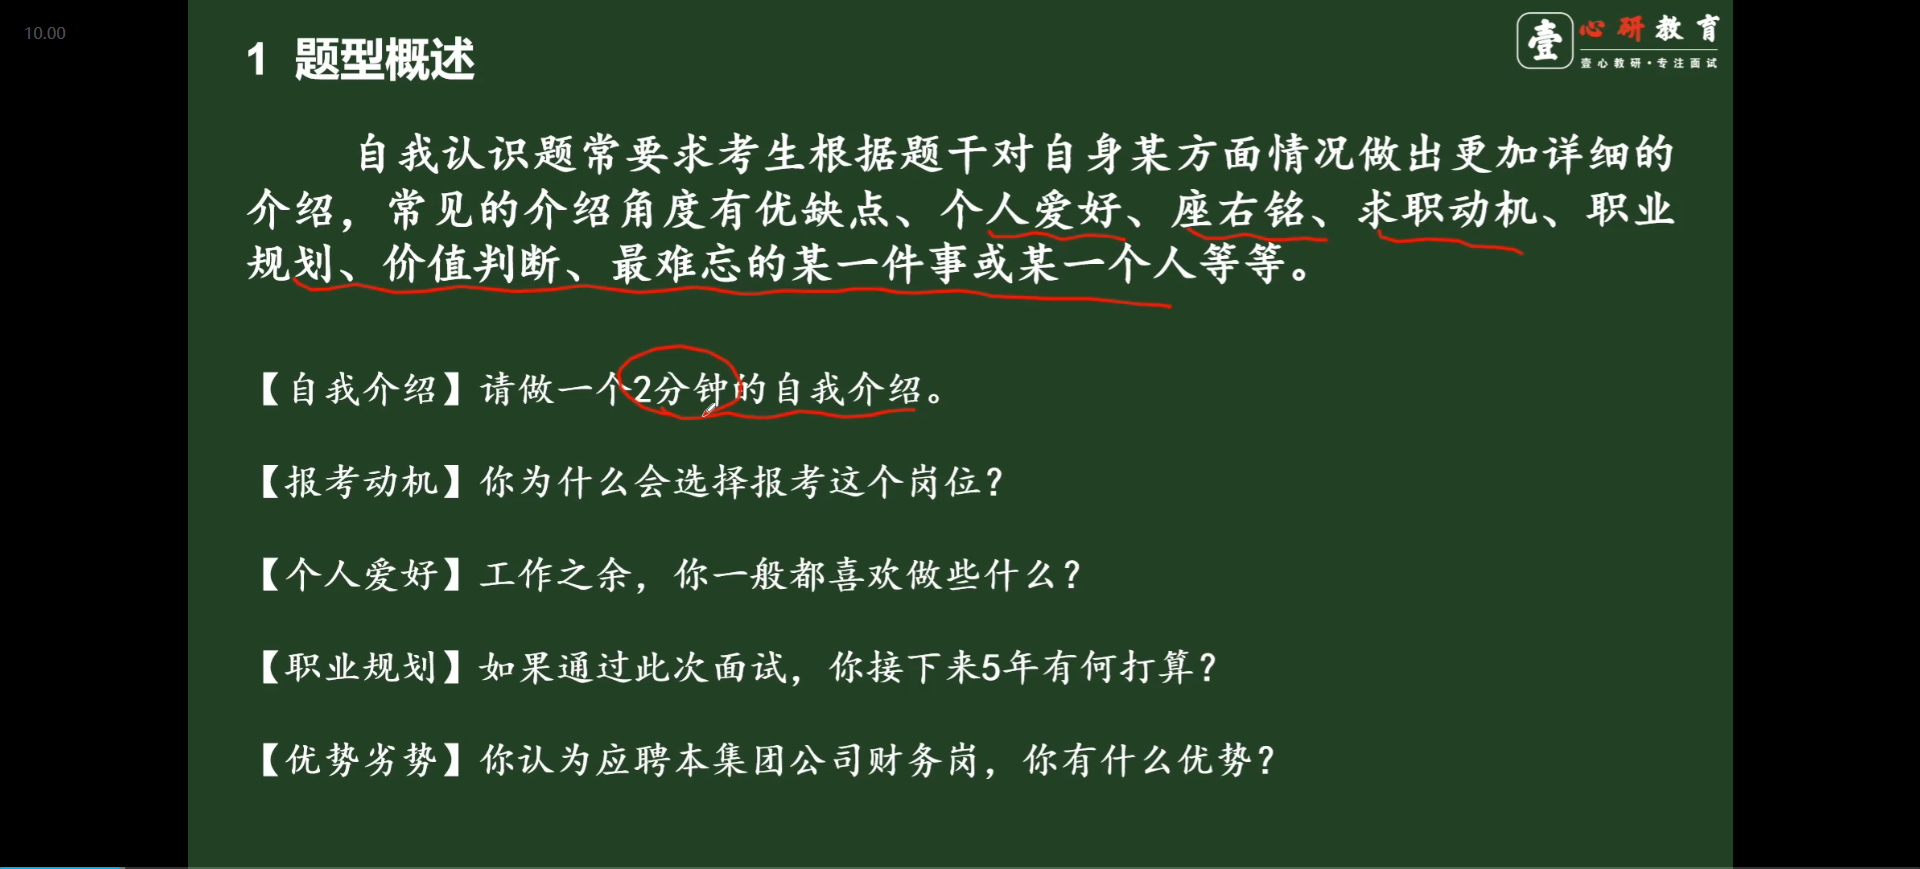 10.00
1 题型概述
壹 心研教育
壹心教研·专注面试
自我认识题常要求考生根据题干对自身某方面情况做出更加详细的
介绍，常见的介绍角度有优缺点、个人爱好、座右铭、求职动机、职业
规划、价值判断、最难忘的某一件事或某一个人等等。
【自我介绍】请做一个2分钟的自我介绍。
【报考动机】你为什么会选择报考这个岗位？
【个人爱好】工作之余，你一般都喜欢做些什么？
【职业规划】如果通过此次面试，你接下来5年有何打算？
【优势劣势】你认为应聘本集团公司财务岗，你有什么优势？